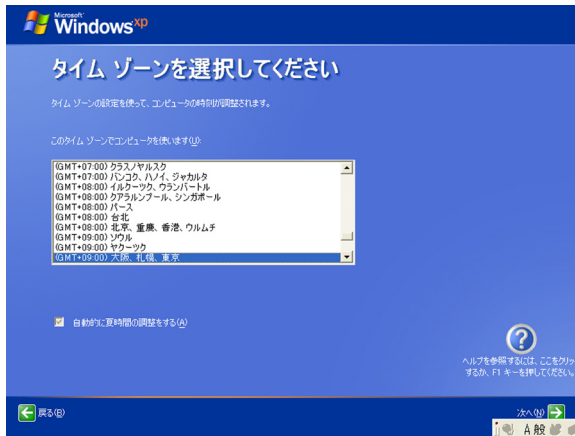 Microsoft
Windows xp
タイム ゾーンを選択してください
タイム ゾーンの設定を使って、コンピュータの時刻が調整されます。
このタイム ゾーンでコンピュータを使います(U):
(GMT+07:00) クラスノヤルスク
(GMT+07:00) バンコク、ハノイ、ジャカルタ
(GMT+08:00) イルクーツク、ウランバートル
(GMT+08:00) クアラルンプール、シンガポール
(GMT+08:00) パース
(GMT+08:00) 台北
(GMT+08:00) 北京、重慶、香港、ウルムチ
(GMT+09:00) ソウル
(GMT+09:00) ヤクーツク
(GMT+09:00) 大阪、札幌、東京
自動的に夏時間の調整をする(A)
?
ヘルプを参照するには、ここをクリッ
するか、F1 キーを押してください。
戻る(B)
次へ(N)
A 般